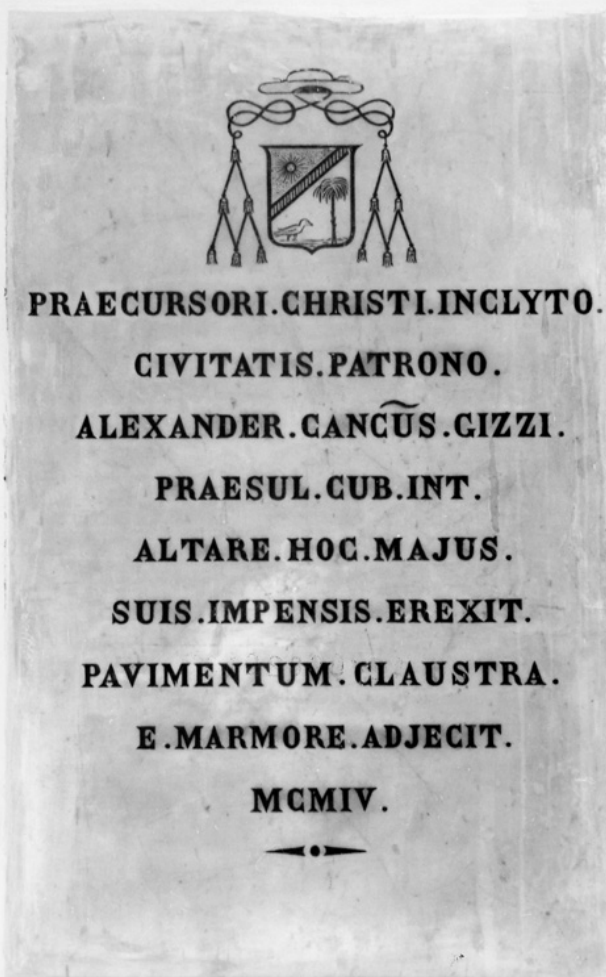 PRAECURSORI.CHRISTI.INCLYTO.
CIVITATIS.PATRONO.
ALEXANDER.CANCU͠S.GIZZI.
PRAESUL.CUB.INT.
ALTARE.HOC.MAJUS.
SUIS.IMPENSIS.EREXIT.
PAVIMENTUM.CLAUSTRA.
E.MARMORE.ADJECIT.
MCMIV.